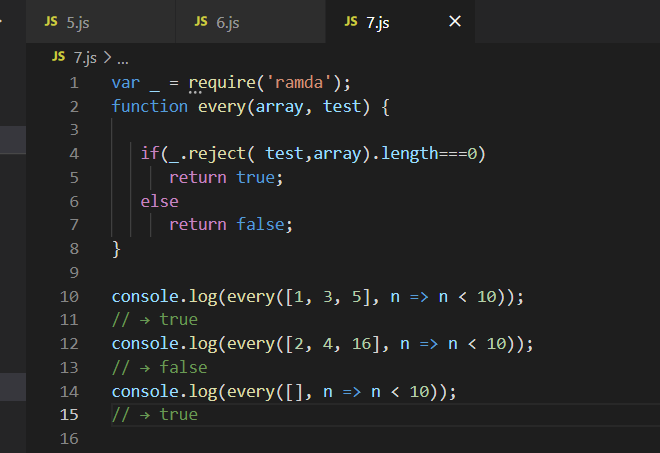 JS 5.js JS 6.js JS 7.js ×
JS 7.js > ...
1 var _ = require('ramda');
2 function every(array, test) {
3
4 if(_.reject( test,array).length===0)
5 return true;
6 else
7 return false;
8 }
9
10 console.log(every([1, 3, 5], n => n < 10));
11 // → true
12 console.log(every([2, 4, 16], n => n < 10));
13 // → false
14 console.log(every([], n => n < 10));
15 // → true
16